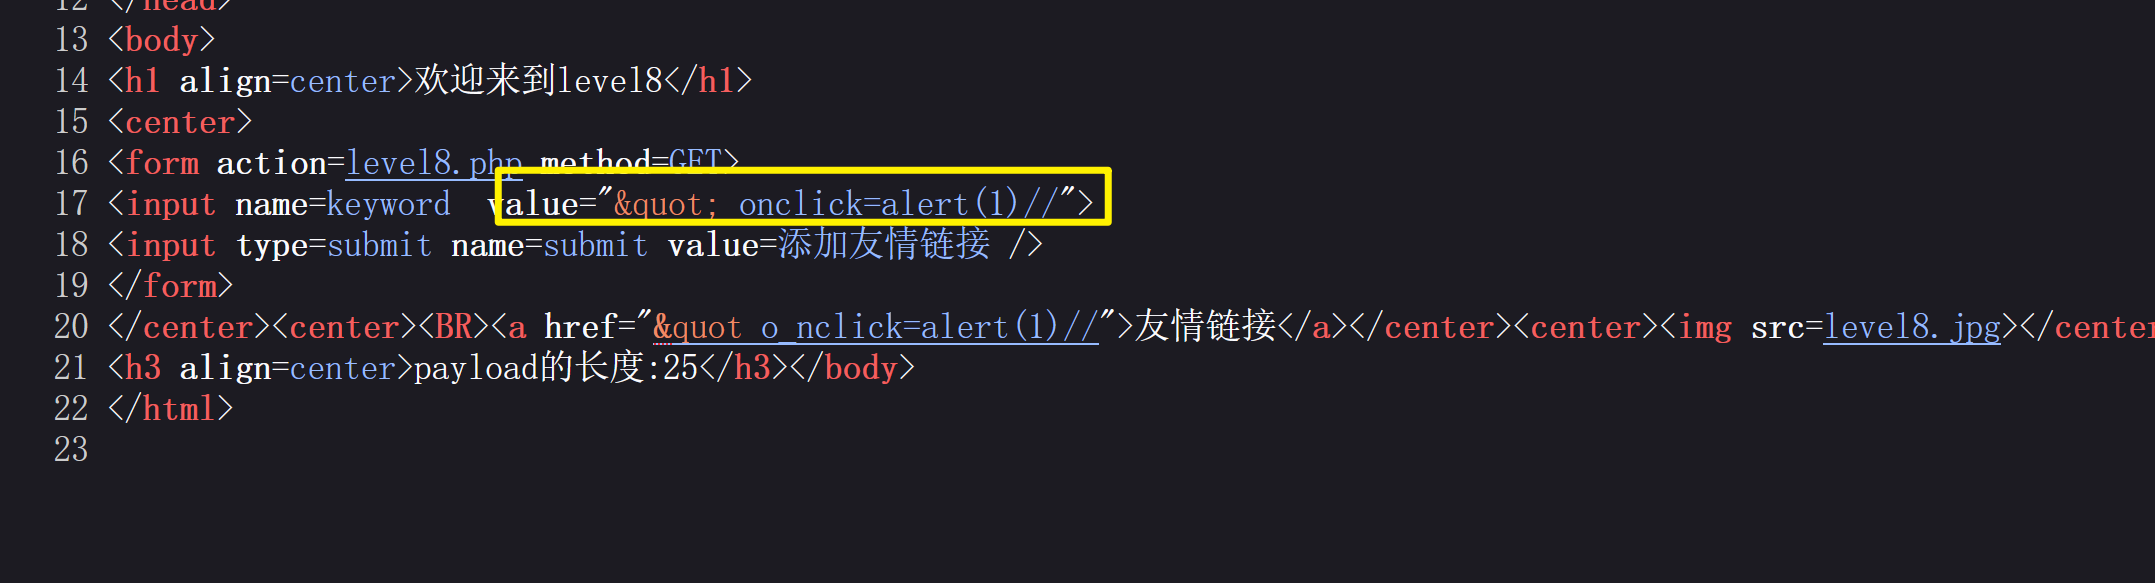 12 </head>
13 <body>
14 <h1 align=center>欢迎来到level8</h1>
15 <center>
16 <form action=level8.php method=GET>
17 <input name=keyword  value="&quot; onclick=alert(1)//">
18 <input type=submit name=submit value=添加友情链接 />
19 </form>
20 </center><center><BR><a href="&quot o_nclick=alert(1)//">友情链接</a></center><center><img src=level8.jpg></center
21 <h3 align=center>payload的长度:25</h3></body>
22 </html>
23